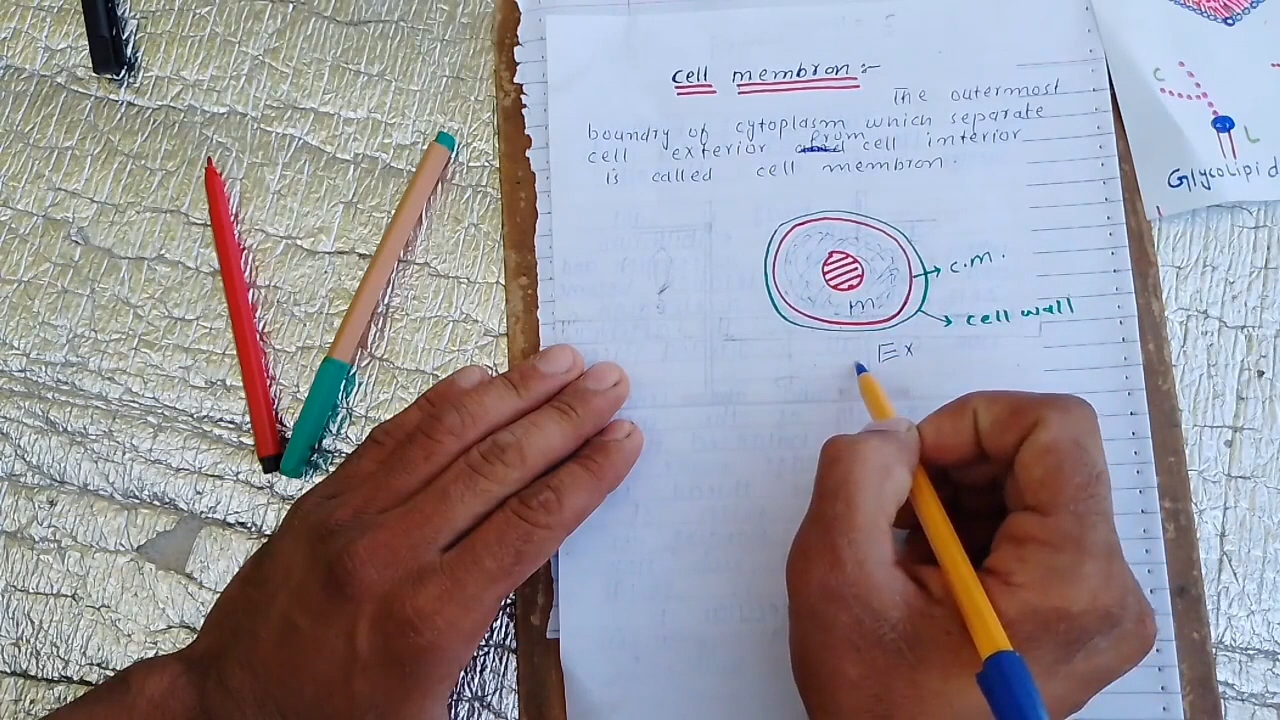 cell membron:-
The outermost
boundry of cytoplasm which separate
cell exterior from cell interior
is called cell membron.
c.m.
m
cell wall
Ex
C
L
Glycolipid